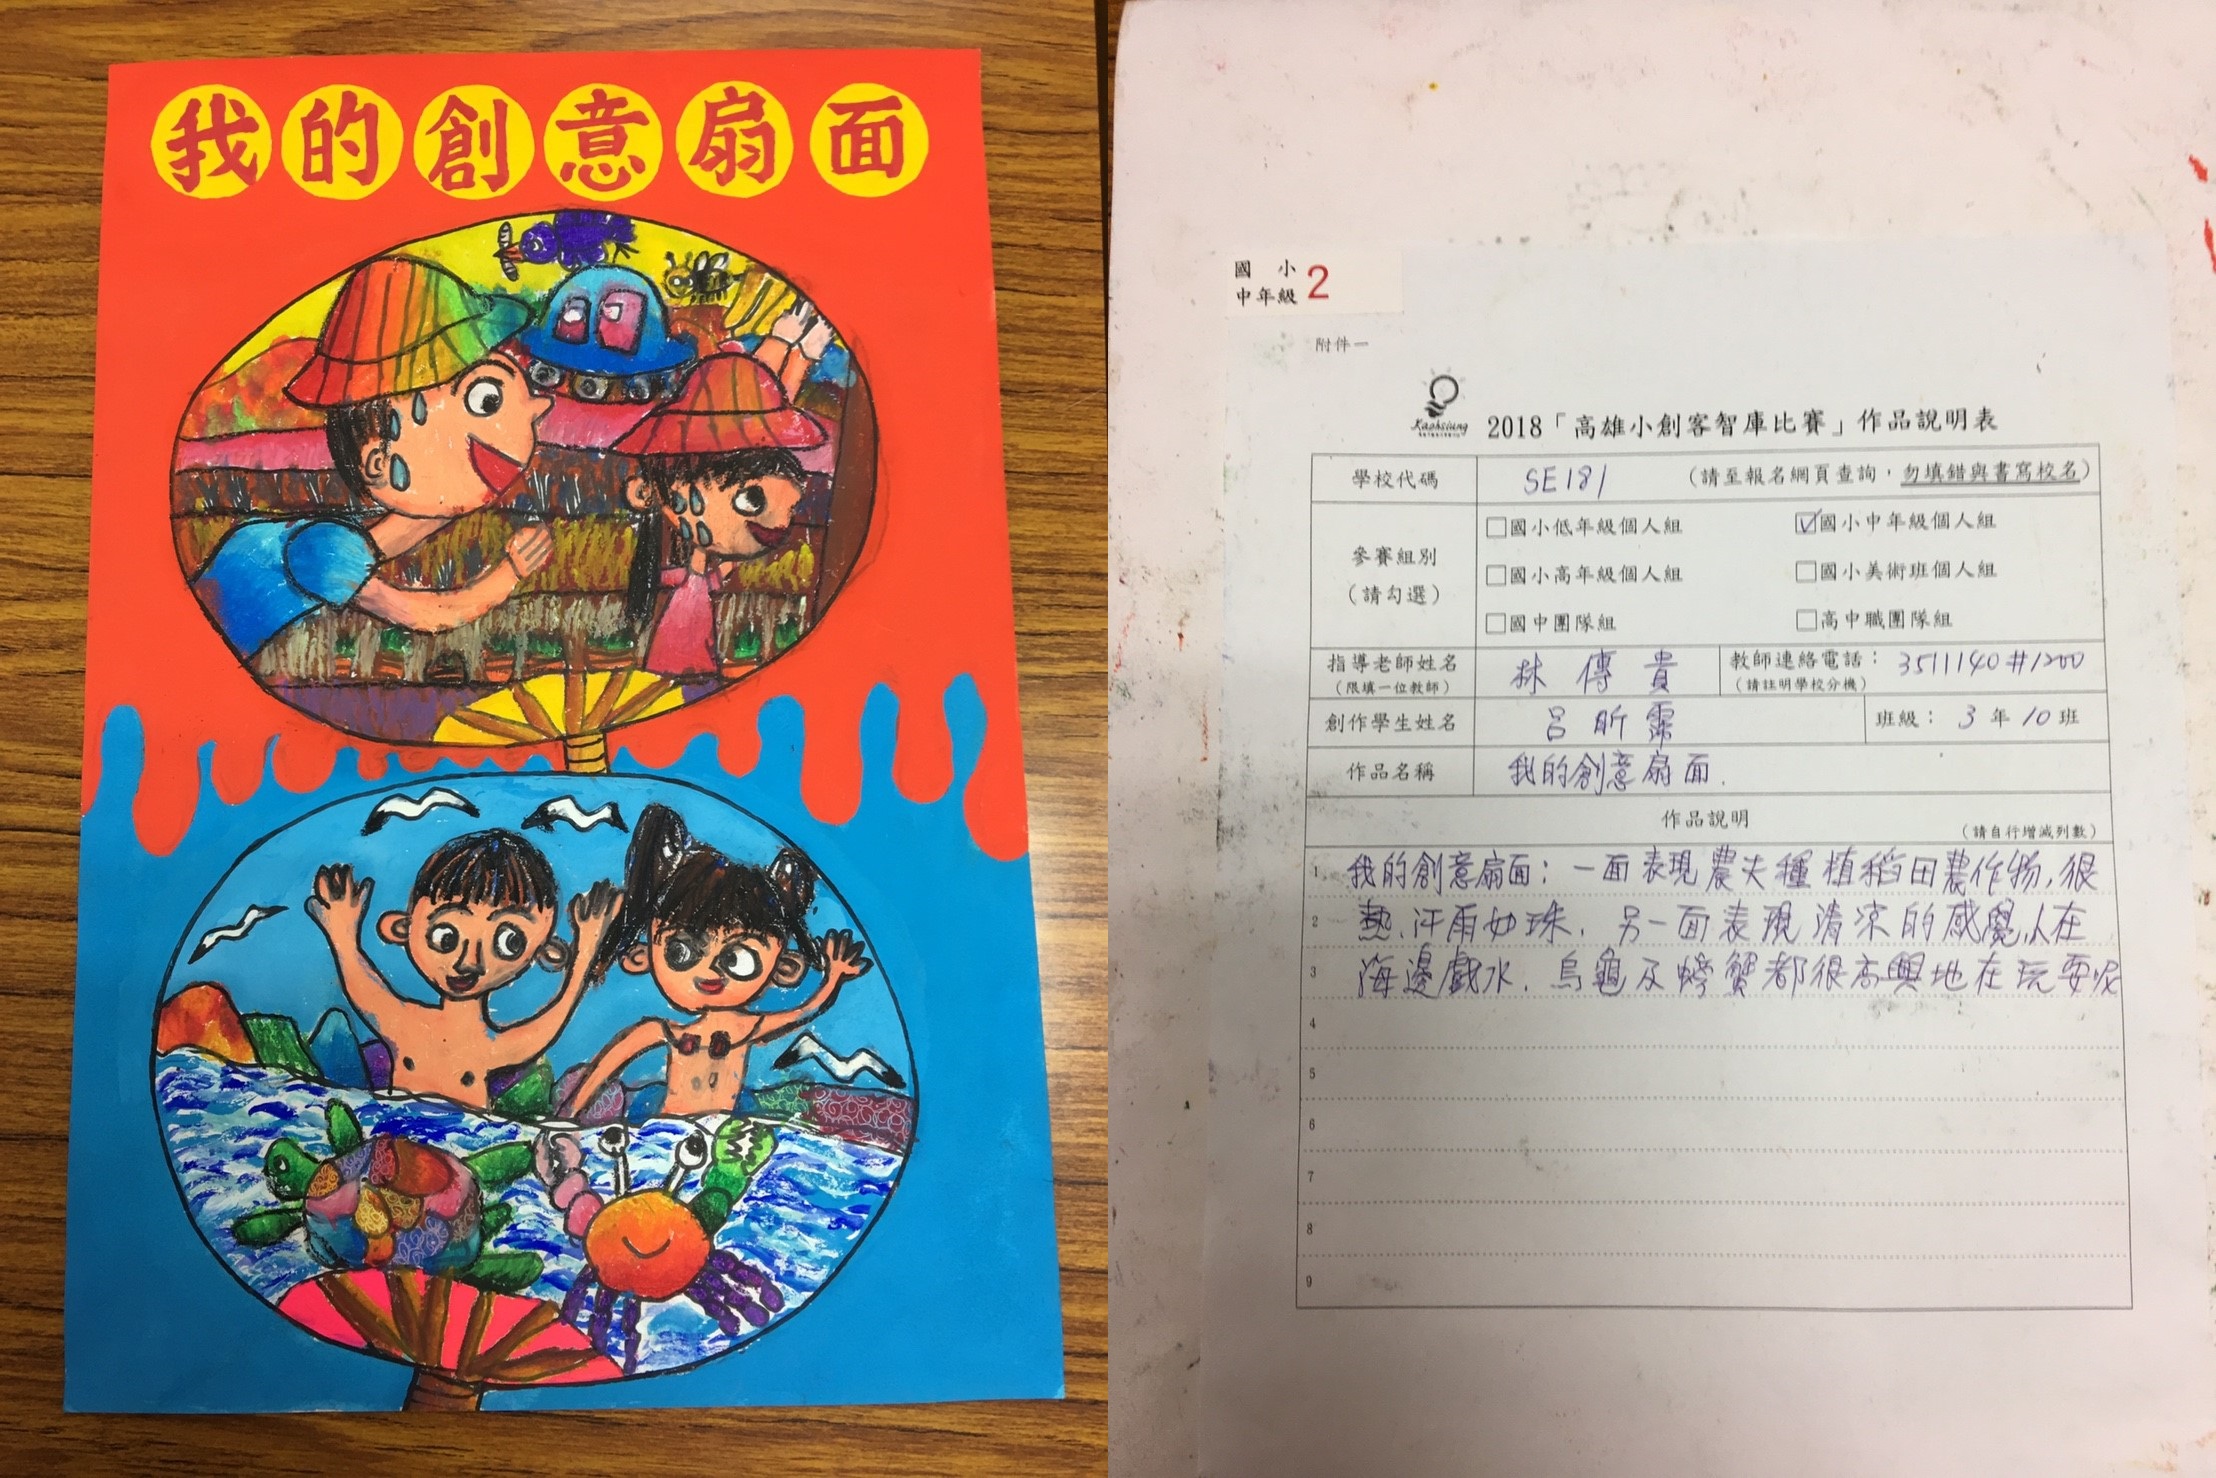 我的創意扇面
國小
中年級 2
附件一
Kaohsiung
2018「高雄小創客智庫比賽」作品說明表
學校代碼 SE181 (請至報名網頁查詢，勿填錯與書寫校名)
參賽組別
(請勾選)
□國小低年級個人組 ☑國小中年級個人組
□國小高年級個人組 □國小美術班個人組
□國中團隊組 □高中職團隊組
指導老師姓名 林傳貴 教師連絡電話： 3511140#1200
(限填一位教師) (請註明學校分機)
創作學生姓名 呂昕霈 班級： 3 年 10 班
作品名稱 我的創意扇面.
作品說明
(請自行增減列數)
1 我的創意扇面：一面表現農夫種植稻田農作物，很
2 熱，汗雨如珠，另一面表現清涼的感覺，人在
3 海邊戲水，烏龜及螃蟹都很高興地在玩耍呢
4
5
6
7
8
9